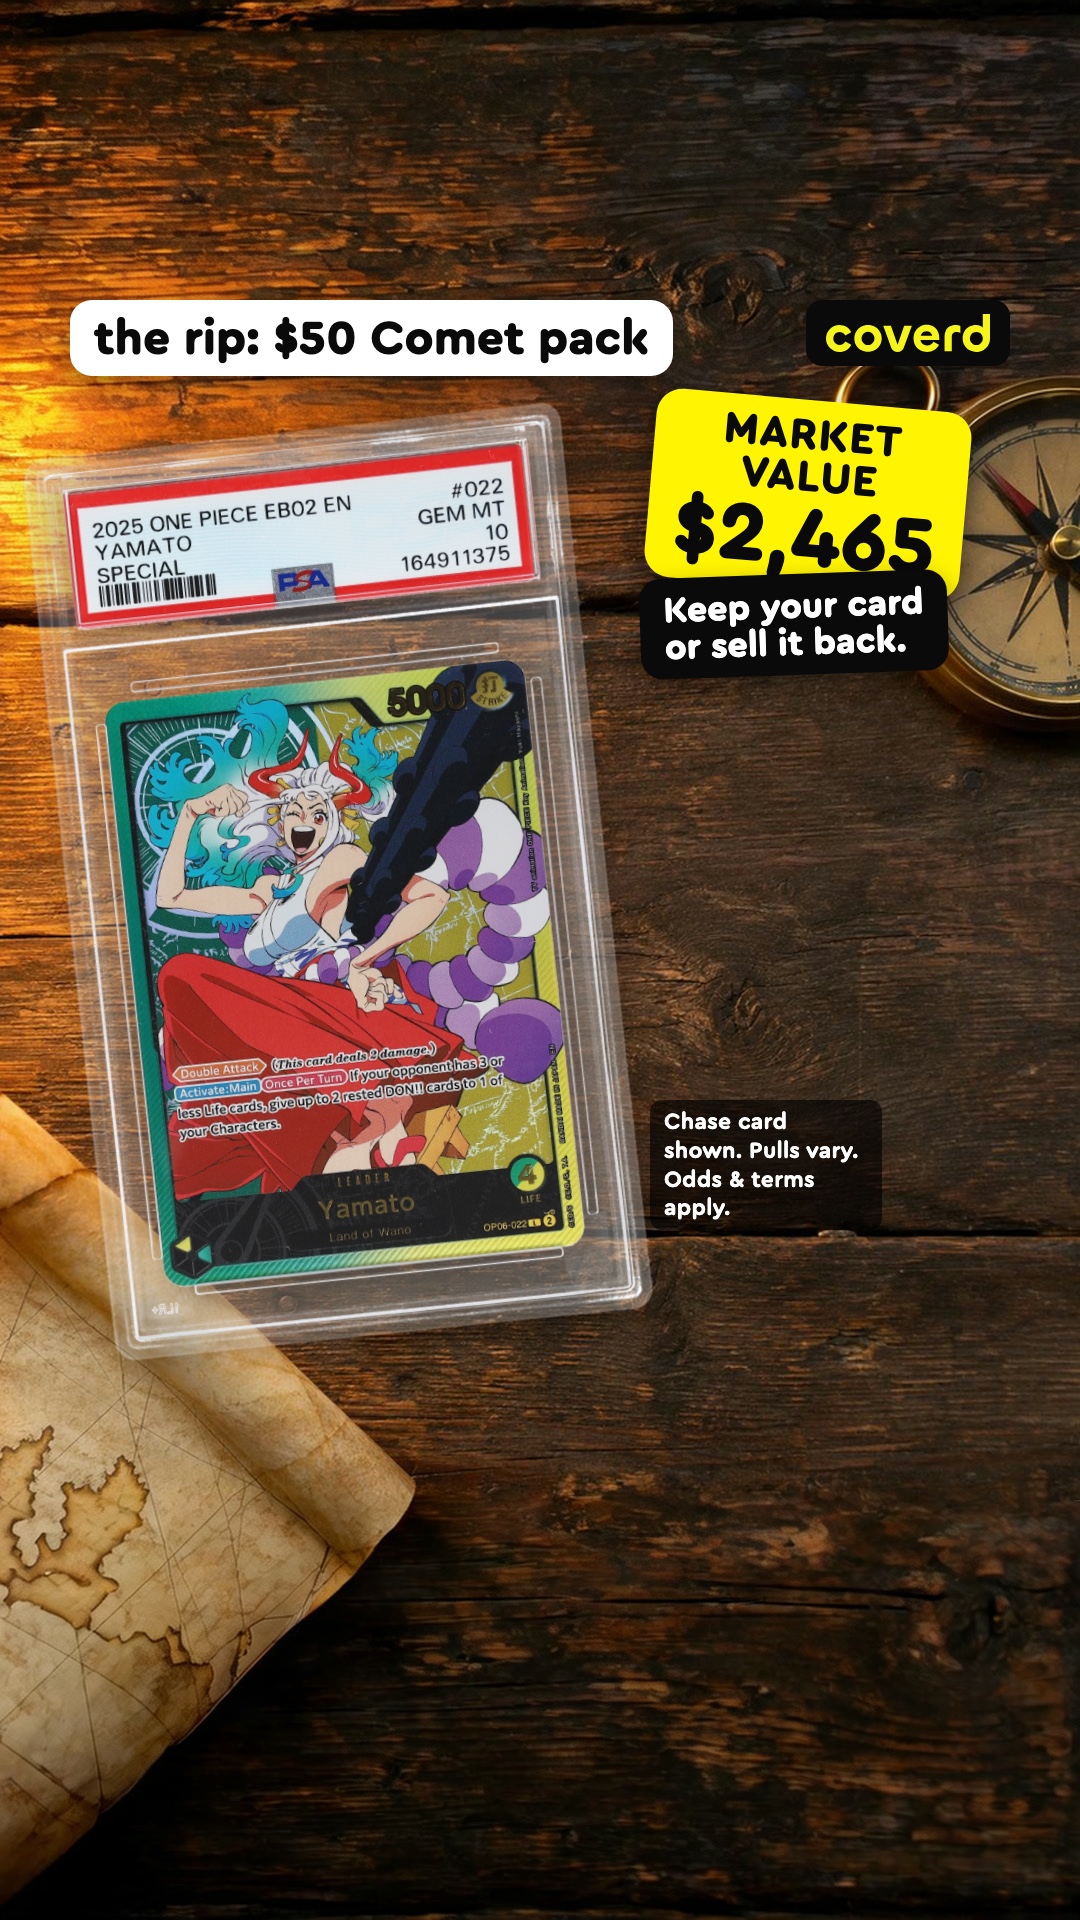 the rip: $50 Comet pack
coverd
MARKET
VALUE
$2,465
Keep your card
or sell it back.
2025 ONE PIECE EB02 EN
YAMATO
SPECIAL
#022
GEM MT
10
164911375
PSA
5000
STRIKE
Double Attack (This card deals 2 damage.)
Activate:Main Once Per Turn If your opponent has 3 or
less Life cards, give up to 2 rested DON!! cards to 1 of
your Characters.
LEADER
Yamato
Land of Wano
4
LIFE
OP06-022 L 2
Chase card
shown. Pulls vary.
Odds & terms
apply.